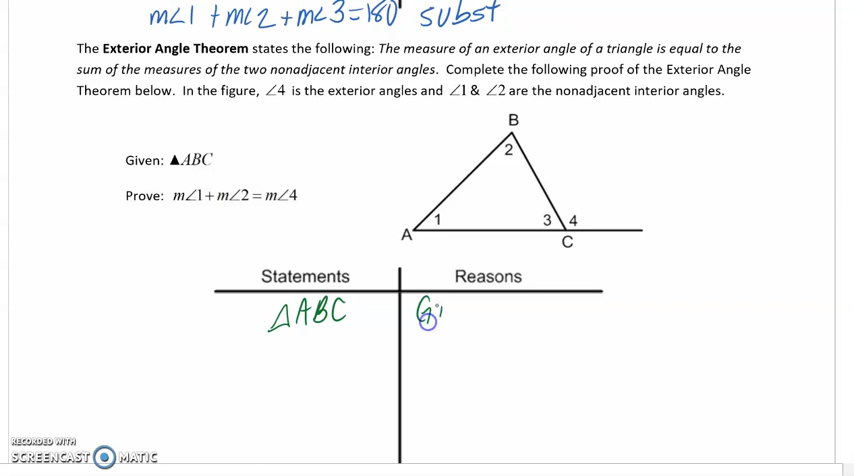 m∠1 + m∠2 + m∠3 = 180° subst
The Exterior Angle Theorem states the following: The measure of an exterior angle of a triangle is equal to the
sum of the measures of the two nonadjacent interior angles. Complete the following proof of the Exterior Angle
Theorem below. In the figure, ∠4 is the exterior angles and ∠1 & ∠2 are the nonadjacent interior angles.
B
2
Given: ▲ABC
Prove: m∠1 + m∠2 = m∠4
1 3 4
A C
Statements Reasons
△ABC Gi
RECORDED WITH
SCREENCAST MATIC